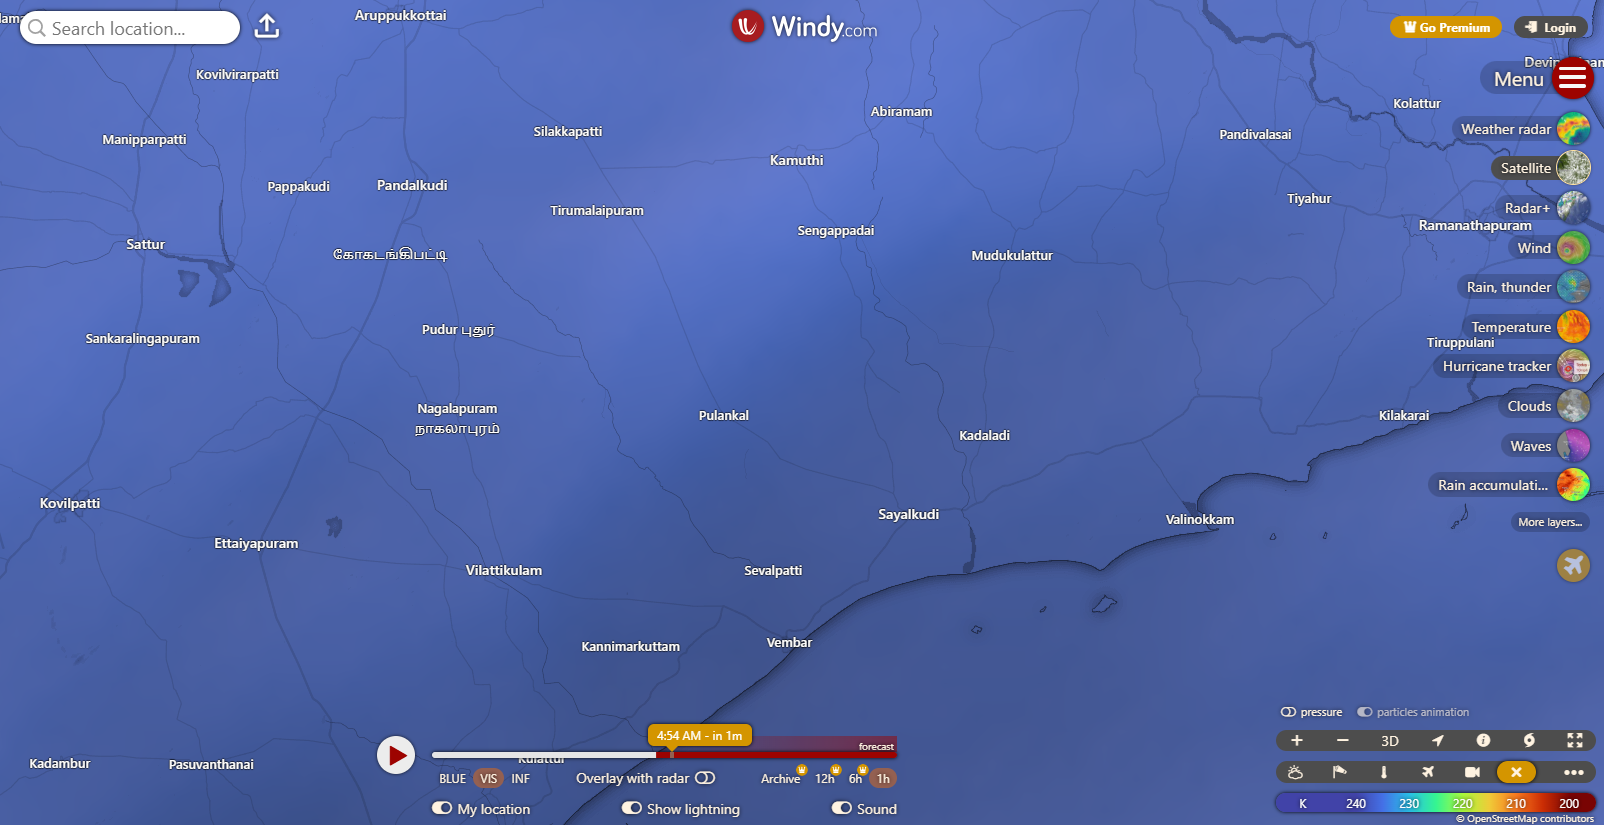 Search location...
Windy.com
Go Premium
Login
Menu
Aruppukkottai
Kovilvirarpatti
Kolattur
Abiramam
Weather radar
Silakkapatti
Pandivalasai
Manipparpatti
Kamuthi
Satellite
Pappakudi
Pandalkudi
Tiyahur
Radar+
Tirumalaipuram
Ramanathapuram
Sengappadai
Sattur
Wind
கோகடங்கிபட்டி
Mudukulattur
Rain, thunder
Temperature
Pudur புதுர்
Sankaralingapuram
Tiruppulani
Hurricane tracker
Clouds
Nagalapuram
நாகலாபுரம்
Pulankal
Kilakarai
Kadaladi
Waves
Rain accumulati...
Kovilpatti
Sayalkudi
Valinokkam
More layers...
Ettaiyapuram
Vilattikulam
Sevalpatti
Kannimarkuttam
Vembar
pressure
particles animation
4:54 AM - in 1m
forecast
3D
Kadambur
Pasuvanthanai
BLUE
VIS
INF
Overlay with radar
Archive
12h
6h
1h
My location
Show lightning
Sound
K 240 230 220 210 200
© OpenStreetMap contributors